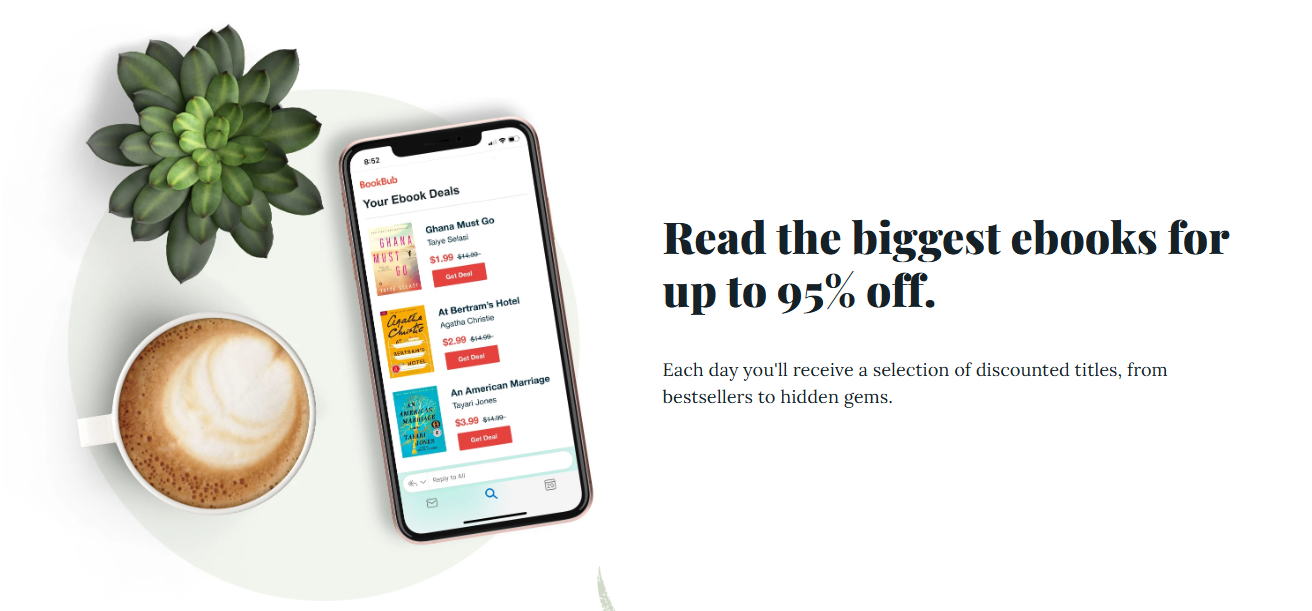 8:52
BookBub
Your Ebook Deals
GHANA
MUST
GO
TAIYE SELASI
Ghana Must Go
Taiye Selasi
$1.99 $14.99
Get Deal
Agatha
Christie
BERTRAM'S
HOTEL
At Bertram's Hotel
Agatha Christie
$2.99 $14.99
Get Deal
AN
AMERICAN
MARRIAGE
TAYARI
JONES
An American Marriage
Tayari Jones
$3.99 $14.99
Get Deal
Reply to All
Read the biggest ebooks for
up to 95% off.
Each day you'll receive a selection of discounted titles, from
bestsellers to hidden gems.